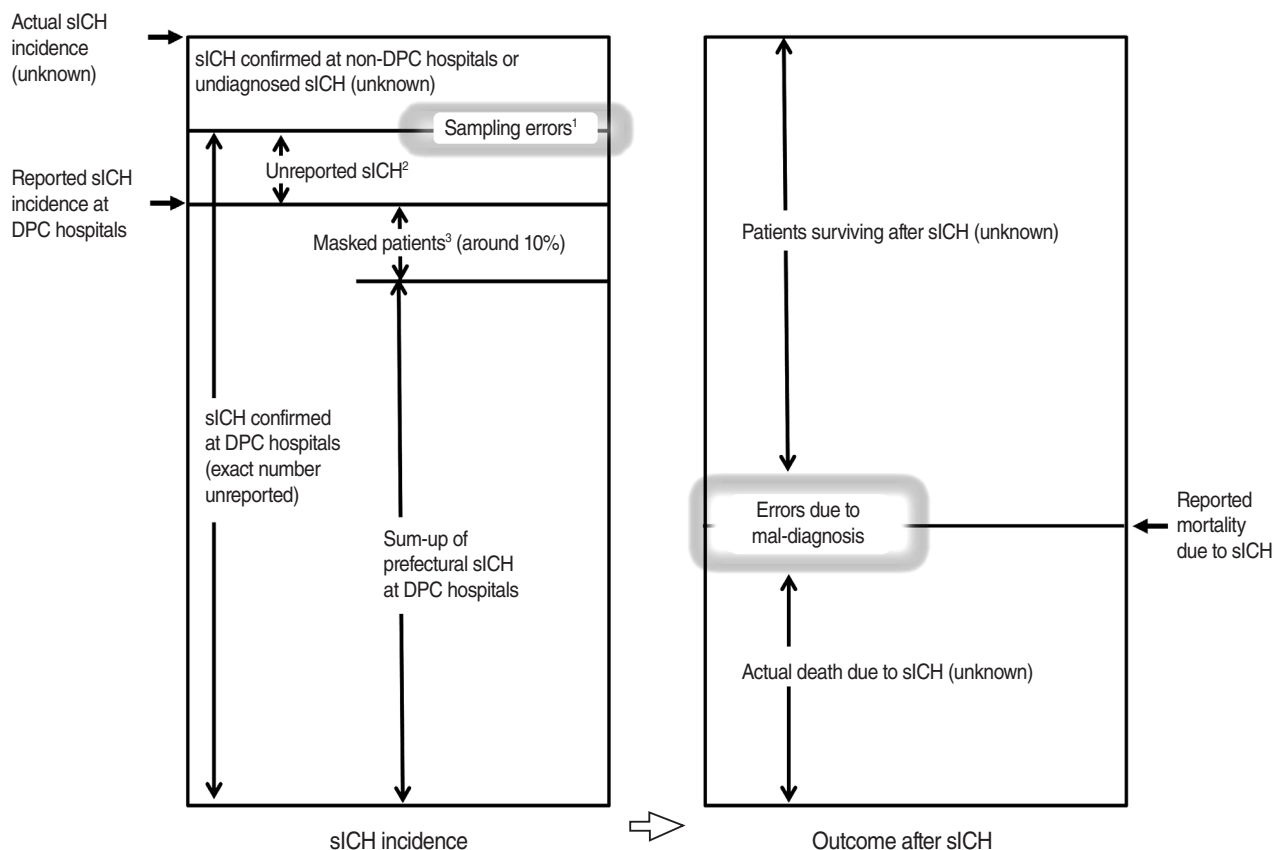 Actual sICH
incidence
(unknown)
sICH confirmed at non-DPC hospitals or
undiagnosed sICH (unknown)
Sampling errors¹
Unreported sICH²
Reported sICH
incidence at
DPC hospitals
Masked patients³ (around 10%)
sICH confirmed
at DPC hospitals
(exact number
unreported)
Sum-up of
prefectural sICH
at DPC hospitals
sICH incidence
Patients surviving after sICH (unknown)
Errors due to
mal-diagnosis
Reported
mortality
due to sICH
Actual death due to sICH (unknown)
Outcome after sICH